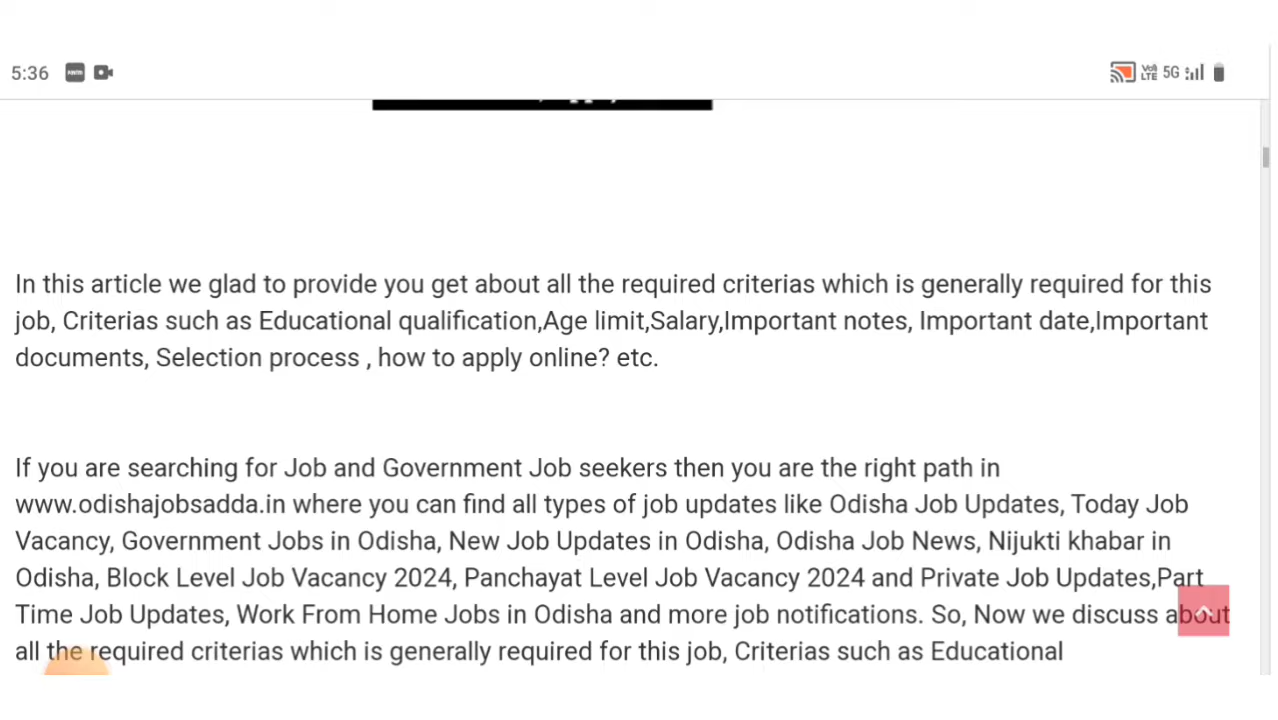 5:36 Paytm VoLTE 5G
In this article we glad to provide you get about all the required criterias which is generally required for this
job, Criterias such as Educational qualification,Age limit,Salary,Important notes, Important date,Important
documents, Selection process , how to apply online? etc.
If you are searching for Job and Government Job seekers then you are the right path in
www.odishajobsadda.in where you can find all types of job updates like Odisha Job Updates, Today Job
Vacancy, Government Jobs in Odisha, New Job Updates in Odisha, Odisha Job News, Nijukti khabar in
Odisha, Block Level Job Vacancy 2024, Panchayat Level Job Vacancy 2024 and Private Job Updates,Part
Time Job Updates, Work From Home Jobs in Odisha and more job notifications. So, Now we discuss about
all the required criterias which is generally required for this job, Criterias such as Educational